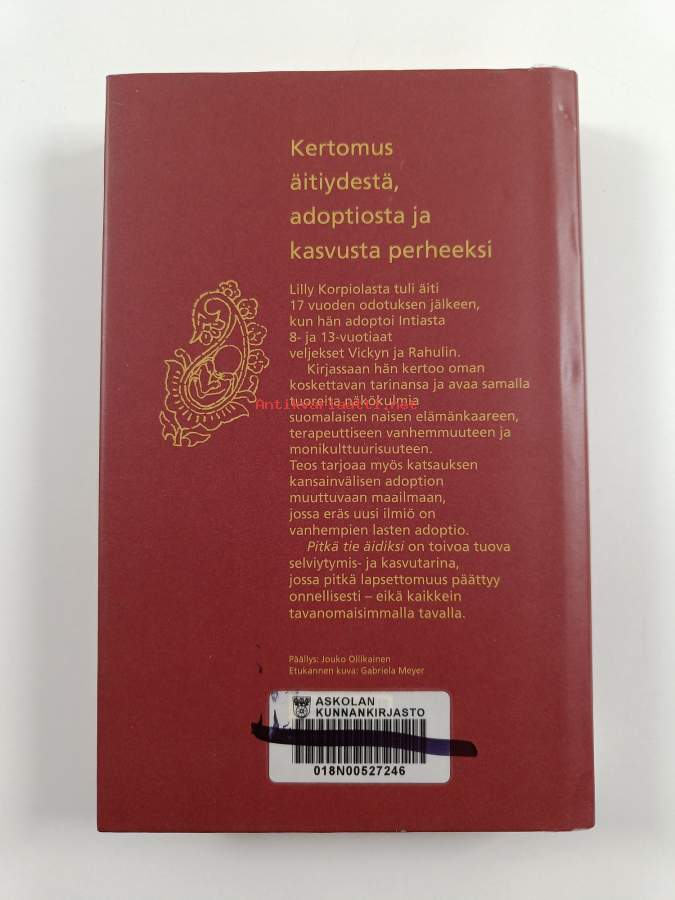 Kertomus
äitiydestä,
adoptiosta ja
kasvusta perheeksi
Lilly Korpiolasta tuli äiti
17 vuoden odotuksen jälkeen,
kun hän adoptoi Intiasta
8- ja 13-vuotiaat
veljekset Vickyn ja Rahulin.
Kirjassaan hän kertoo oman
koskettavan tarinansa ja avaa samalla
tuoreita näkökulmia
Antikvariaatti.net
suomalaisen naisen elämänkaareen,
terapeuttiseen vanhemmuuteen ja
monikulttuurisuuteen.
Teos tarjoaa myös katsauksen
kansainvälisen adoption
muuttuvaan maailmaan,
jossa eräs uusi ilmiö on
vanhempien lasten adoptio.
Pitkä tie äidiksi on toivoa tuova
selviytymis- ja kasvutarina,
jossa pitkä lapsettomuus päättyy
onnellisesti – eikä kaikkein
tavanomaisimmalla tavalla.
Päällys: Jouko Ollikainen
Etukannen kuva: Gabriela Meyer
ASKOLAN
KUNNANKIRJASTO
018N00527246